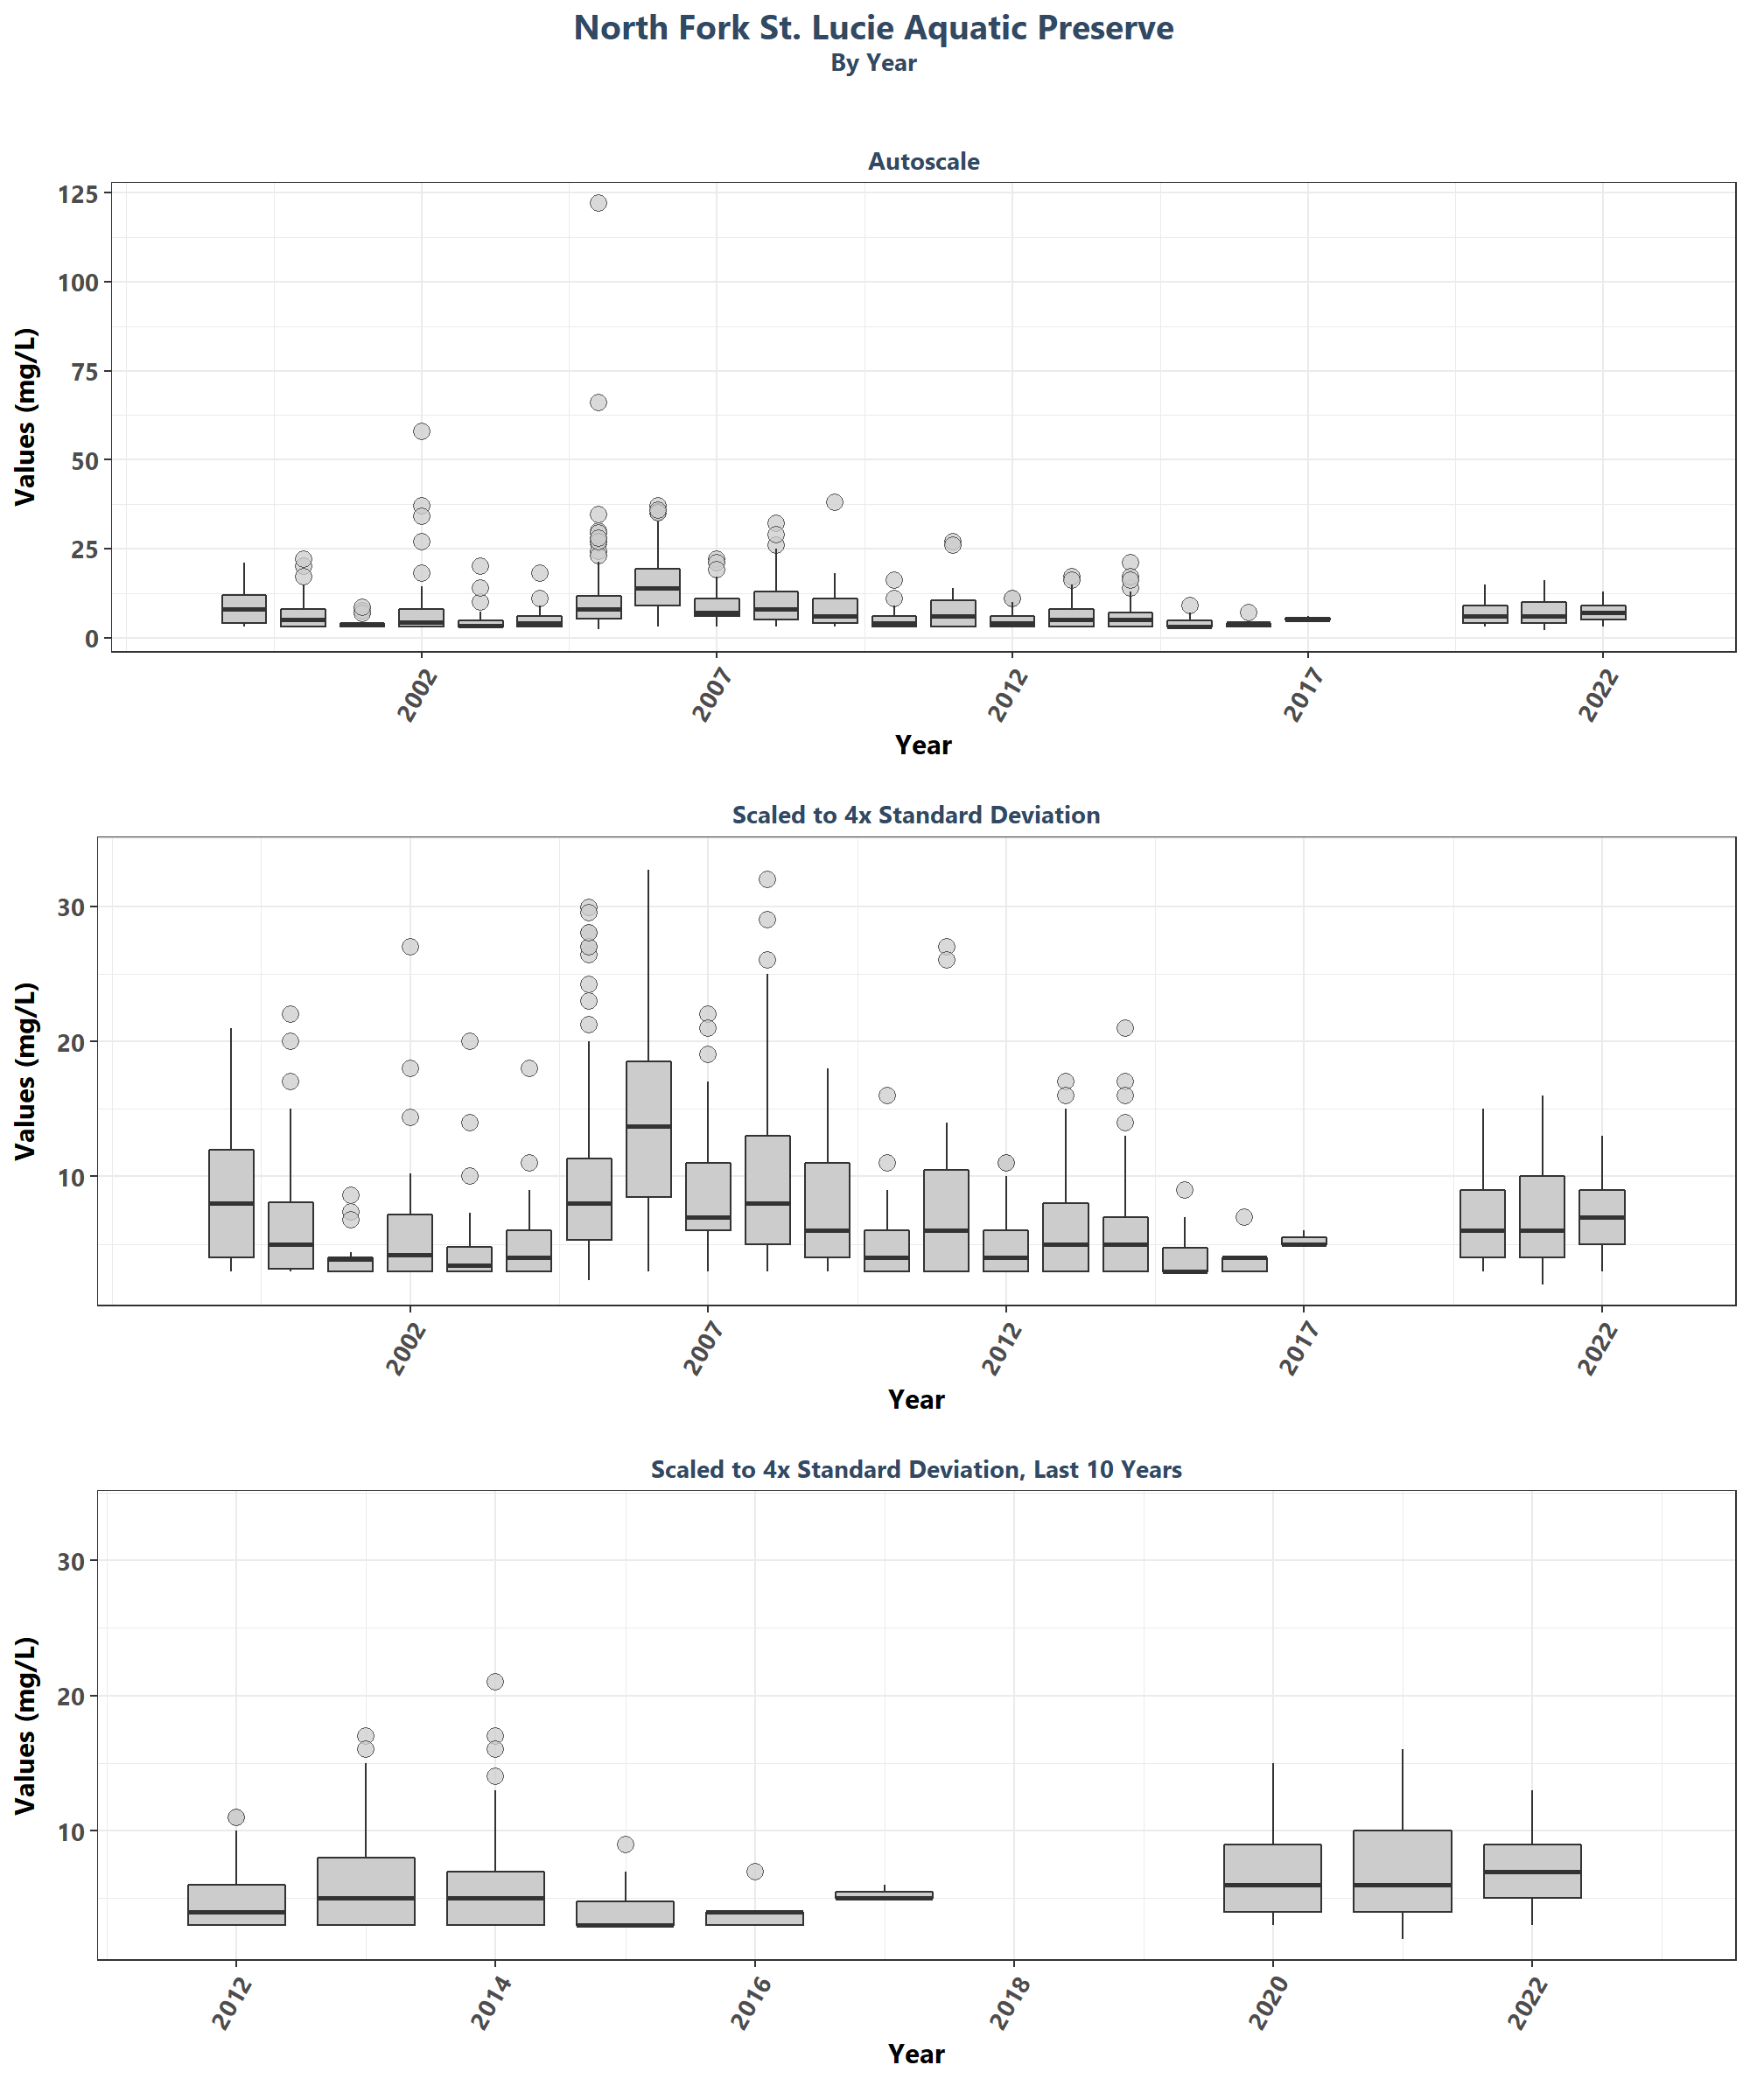 North Fork St. Lucie Aquatic Preserve
By Year
Autoscale
125
100
75
50
25
0
Values (mg/L)
2002
2007
2012
2017
2022
Year
Scaled to 4x Standard Deviation
30
20
10
Values (mg/L)
2002
2007
2012
2017
2022
Year
Scaled to 4x Standard Deviation, Last 10 Years
30
20
10
Values (mg/L)
2012
2014
2016
2018
2020
2022
Year